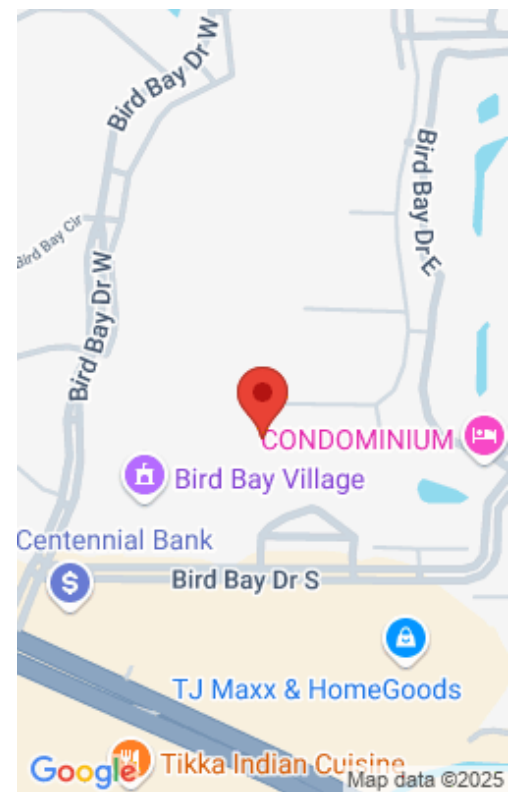 Bird Bay Dr W
Bird Bay Dr E
Bird Bay Cir
Bird Bay Dr W
CONDOMINIUM
Bird Bay Village
Centennial Bank
$
Bird Bay Dr S
TJ Maxx & HomeGoods
Tikka Indian Cuisine
Google
Map data ©2025